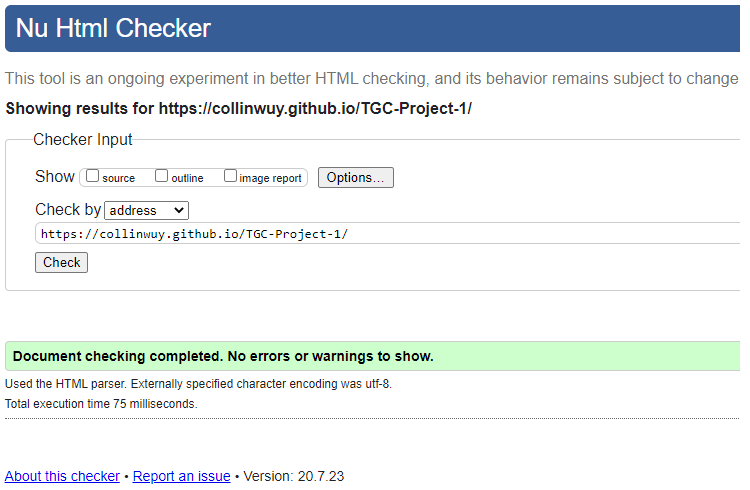 Nu Html Checker
This tool is an ongoing experiment in better HTML checking, and its behavior remains subject to change
Showing results for https://collinwuy.github.io/TGC-Project-1/
Checker Input
Show source outline image report Options...
Check by address
https://collinwuy.github.io/TGC-Project-1/
Check
Document checking completed. No errors or warnings to show.
Used the HTML parser. Externally specified character encoding was utf-8.
Total execution time 75 milliseconds.
About this checker • Report an issue • Version: 20.7.23